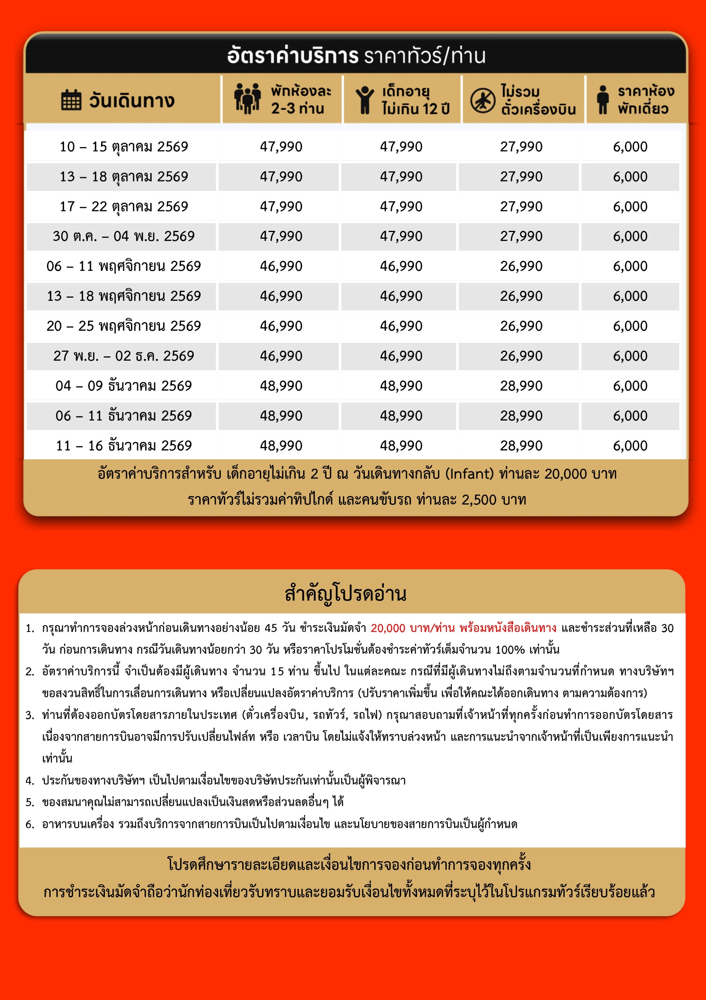 อัตราค่าบริการ ราคาทัวร์/ท่าน
วันเดินทาง พักห้องละ 2-3 ท่าน เด็กอายุ ไม่เกิน 12 ปี ไม่รวม ตั๋วเครื่องบิน ราคาห้อง พักเดี่ยว
10 – 15 ตุลาคม 2569 47,990 47,990 27,990 6,000
13 – 18 ตุลาคม 2569 47,990 47,990 27,990 6,000
17 – 22 ตุลาคม 2569 47,990 47,990 27,990 6,000
30 ต.ค. – 04 พ.ย. 2569 47,990 47,990 27,990 6,000
06 – 11 พฤศจิกายน 2569 46,990 46,990 26,990 6,000
13 – 18 พฤศจิกายน 2569 46,990 46,990 26,990 6,000
20 – 25 พฤศจิกายน 2569 46,990 46,990 26,990 6,000
27 พ.ย. – 02 ธ.ค. 2569 46,990 46,990 26,990 6,000
04 – 09 ธันวาคม 2569 48,990 48,990 28,990 6,000
06 – 11 ธันวาคม 2569 48,990 48,990 28,990 6,000
11 – 16 ธันวาคม 2569 48,990 48,990 28,990 6,000
อัตราค่าบริการสำหรับ เด็กอายุไม่เกิน 2 ปี ณ วันเดินทางกลับ (Infant) ท่านละ 20,000 บาท
ราคาทัวร์ไม่รวมค่าทิปไกด์ และคนขับรถ ท่านละ 2,500 บาท
สำคัญโปรดอ่าน
1. กรุณาทำการจองล่วงหน้าก่อนเดินทางอย่างน้อย 45 วัน ชำระเงินมัดจำ 20,000 บาท/ท่าน พร้อมหนังสือเดินทาง และชำระส่วนที่เหลือ 30
วัน ก่อนการเดินทาง กรณีวันเดินทางน้อยกว่า 30 วัน หรือราคาโปรโมชั่นต้องชำระค่าทัวร์เต็มจำนวน 100% เท่านั้น
2. อัตราค่าบริการนี้ จำเป็นต้องมีผู้เดินทาง จำนวน 15 ท่าน ขึ้นไป ในแต่ละคณะ กรณีที่มีผู้เดินทางไม่ถึงตามจำนวนที่กำหนด ทางบริษัทฯ
ขอสงวนสิทธิ์ในการเลื่อนการเดินทาง หรือเปลี่ยนแปลงอัตราค่าบริการ (ปรับราคาเพิ่มขึ้น เพื่อให้คณะได้ออกเดินทาง ตามความต้องการ)
3. ท่านที่ต้องออกบัตรโดยสารภายในประเทศ (ตั๋วเครื่องบิน, รถทัวร์, รถไฟ) กรุณาสอบถามที่เจ้าหน้าที่ทุกครั้งก่อนทำการออกบัตรโดยสาร
เนื่องจากสายการบินอาจมีการปรับเปลี่ยนไฟล์ท หรือ เวลาบิน โดยไม่แจ้งให้ทราบล่วงหน้า และการแนะนำจากเจ้าหน้าที่เป็นเพียงการแนะนำ
เท่านั้น
4. ประกันของทางบริษัทฯ เป็นไปตามเงื่อนไขของบริษัทประกันเท่านั้นเป็นผู้พิจารณา
5. ของสมนาคุณไม่สามารถเปลี่ยนแปลงเป็นเงินสดหรือส่วนลดอื่นๆ ได้
6. อาหารบนเครื่อง รวมถึงบริการจากสายการบินเป็นไปตามเงื่อนไข และนโยบายของสายการบินเป็นผู้กำหนด
โปรดศึกษารายละเอียดและเงื่อนไขการจองก่อนทำการจองทุกครั้ง
การชำระเงินมัดจำถือว่านักท่องเที่ยวรับทราบและยอมรับเงื่อนไขทั้งหมดที่ระบุไว้ในโปรแกรมทัวร์เรียบร้อยแล้ว